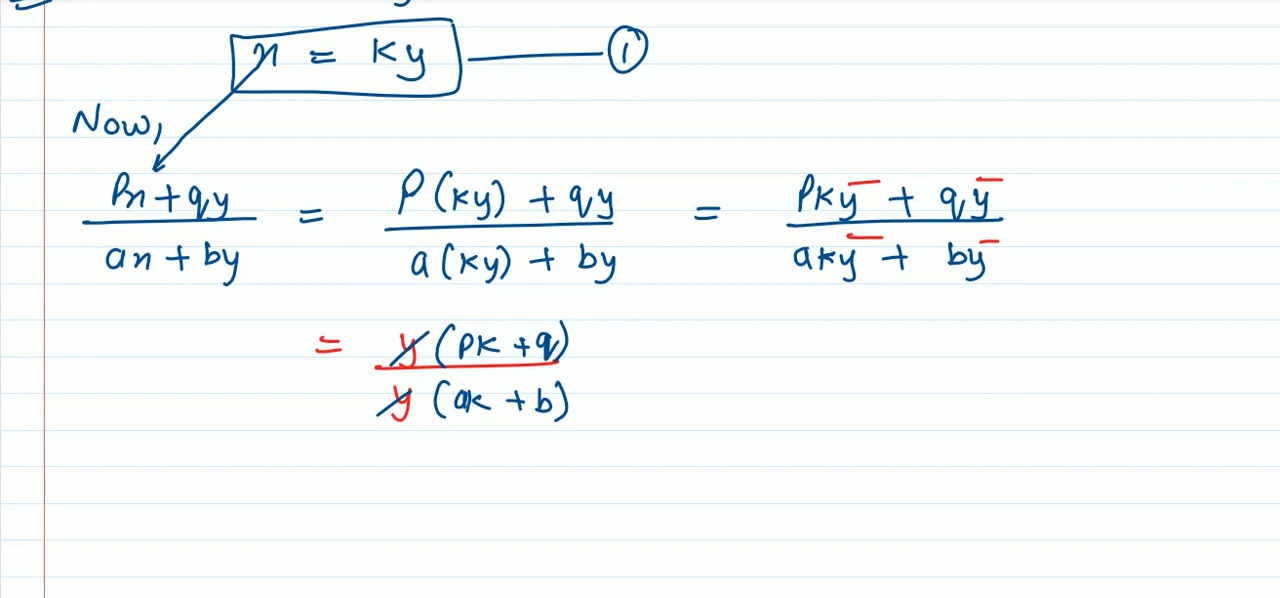 x = ky ——— ①
Now,
(px + qy)/(ax + by) = (p(ky) + qy)/(a(ky) + by) = (pky + qy)/(aky + by)
= y(pk + q)/y(ak + b)